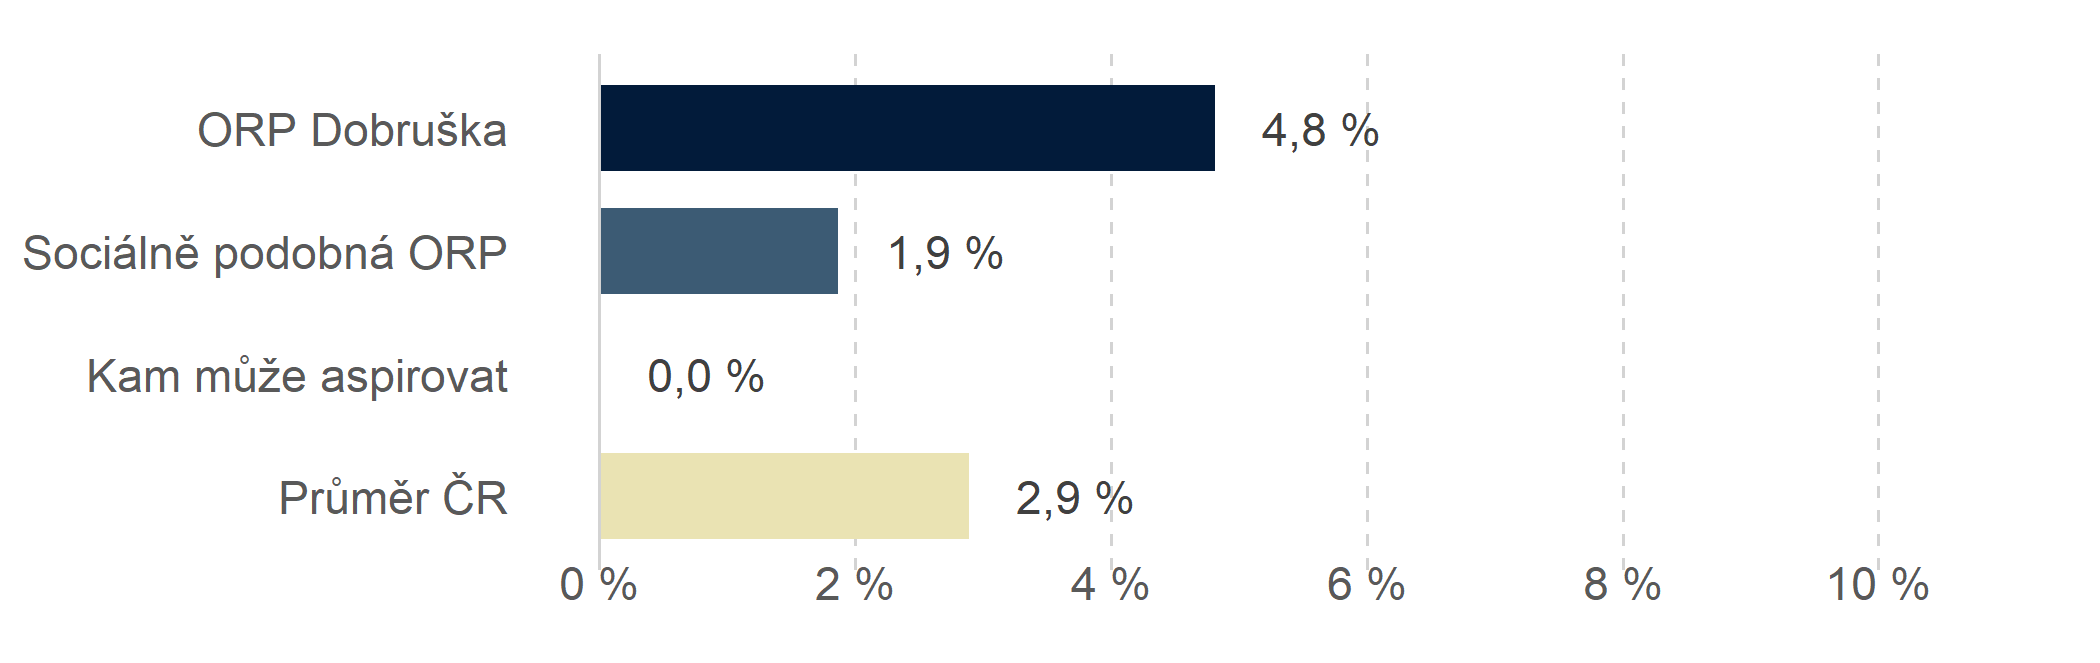 ORP Dobruška 4,8 %
Sociálně podobná ORP 1,9 %
Kam může aspirovat 0,0 %
Průměr ČR 2,9 %
0 % 2 % 4 % 6 % 8 % 10 %